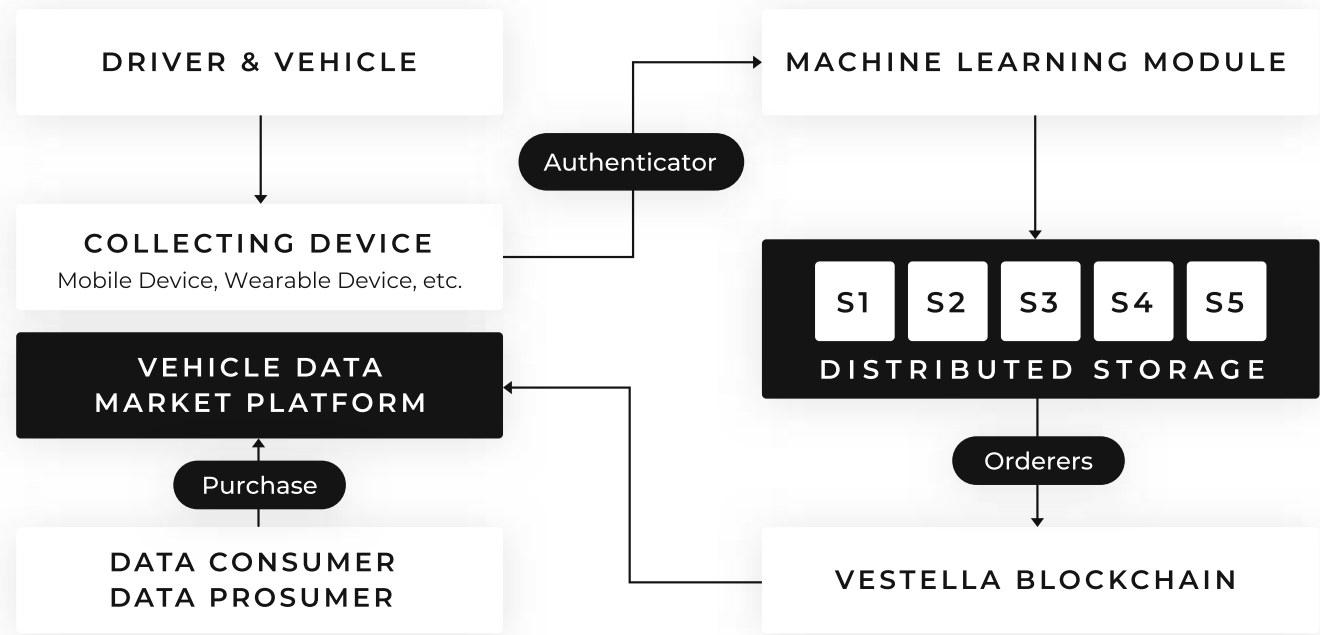 DRIVER & VEHICLE
MACHINE LEARNING MODULE
Authenticator
COLLECTING DEVICE
Mobile Device, Wearable Device, etc.
S1 S2 S3 S4 S5
DISTRIBUTED STORAGE
VEHICLE DATA
MARKET PLATFORM
Orderers
Purchase
DATA CONSUMER
DATA PROSUMER
VESTELLA BLOCKCHAIN